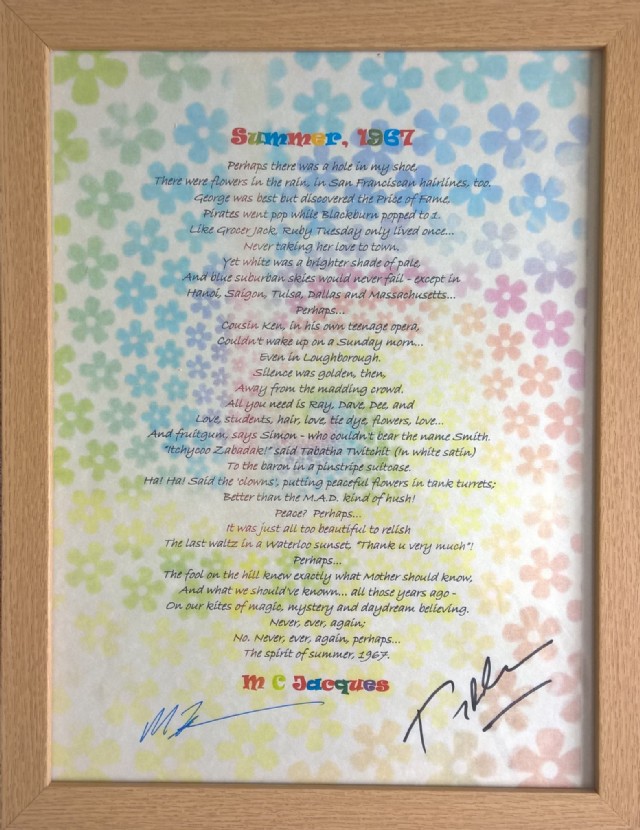 Summer, 1967
Perhaps there was a hole in my shoe,
There were flowers in the rain, in San Franciscan hairlines, too.
George was best but discovered the Price of Fame,
Pirates went pop while Blackburn popped to 1.
Like Grocer Jack, Ruby Tuesday only lived once...
Never taking her love to town.
Yet white was a brighter shade of pale
And blue suburban skies would never fail - except in
Hanoi, Saigon, Tulsa, Dallas and Massachusetts...
Perhaps...
Cousin Ken, in his own teenage opera,
Couldn't wake up on a Sunday morn...
Even in Loughborough.
Silence was golden, then,
Away from the madding crowd.
All you need is Ray, Dave, Dee, and
Love, students, hair, love, tie dye, flowers, love...
And fruitgum, says Simon - who couldn't bear the name Smith.
"Itchycoo Zabadak!" said Tabatha Twitchit (In white satin)
To the baron in a pinstripe suitcase.
Ha! Ha! Said the 'clowns', putting peaceful flowers in tank turrets;
Better than the M.A.D. kind of hush!
Peace? Perhaps...
It was just all too beautiful to relish
The last waltz in a Waterloo sunset, "Thank u very much"!
Perhaps...
The fool on the hill knew exactly what Mother should know,
And what we should've known... all those years ago -
On our kites of magic, mystery and daydream believing.
Never, ever, again;
No. Never, ever, again, perhaps...
The spirit of summer, 1967.
M C Jacques